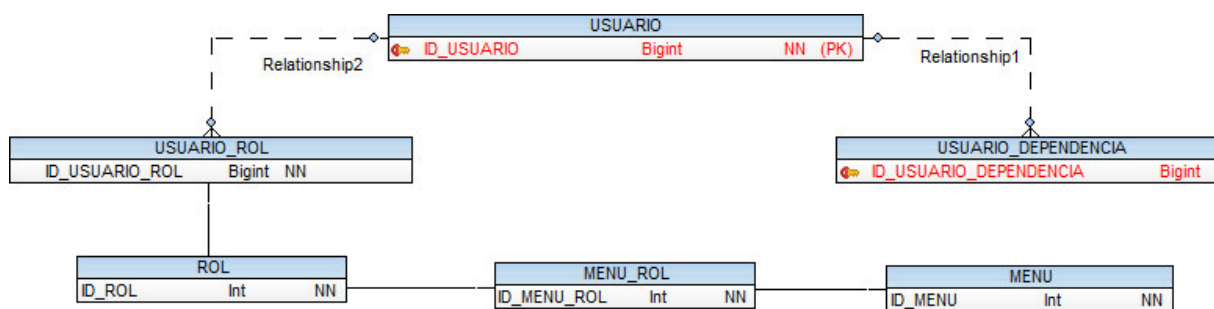 USUARIO
ID_USUARIO Bigint NN (PK)
Relationship2
Relationship1
USUARIO_ROL
ID_USUARIO_ROL Bigint NN
USUARIO_DEPENDENCIA
ID_USUARIO_DEPENDENCIA Bigint
ROL
ID_ROL Int NN
MENU_ROL
ID_MENU_ROL Int NN
MENU
ID_MENU Int NN